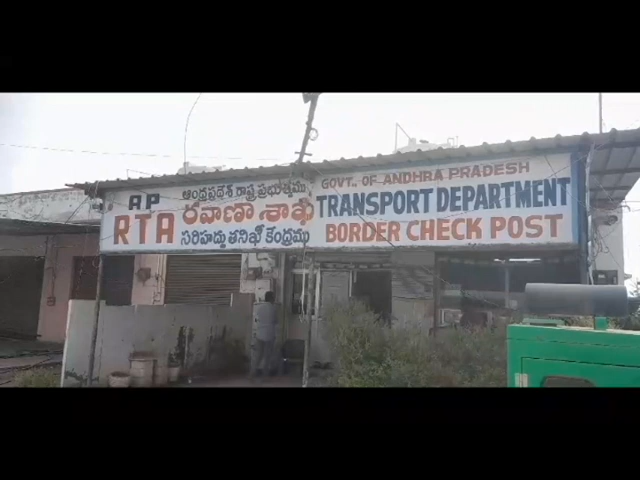 AP
RTA
ఆంధ్రప్రదేశ్ రాష్ట్ర ప్రభుత్వము
రవాణా శాఖ
సరిహద్దు తనిఖీ కేంద్రము
GOVT., OF ANDHRA PRADESH
TRANSPORT DEPARTMENT
BORDER CHECK POST